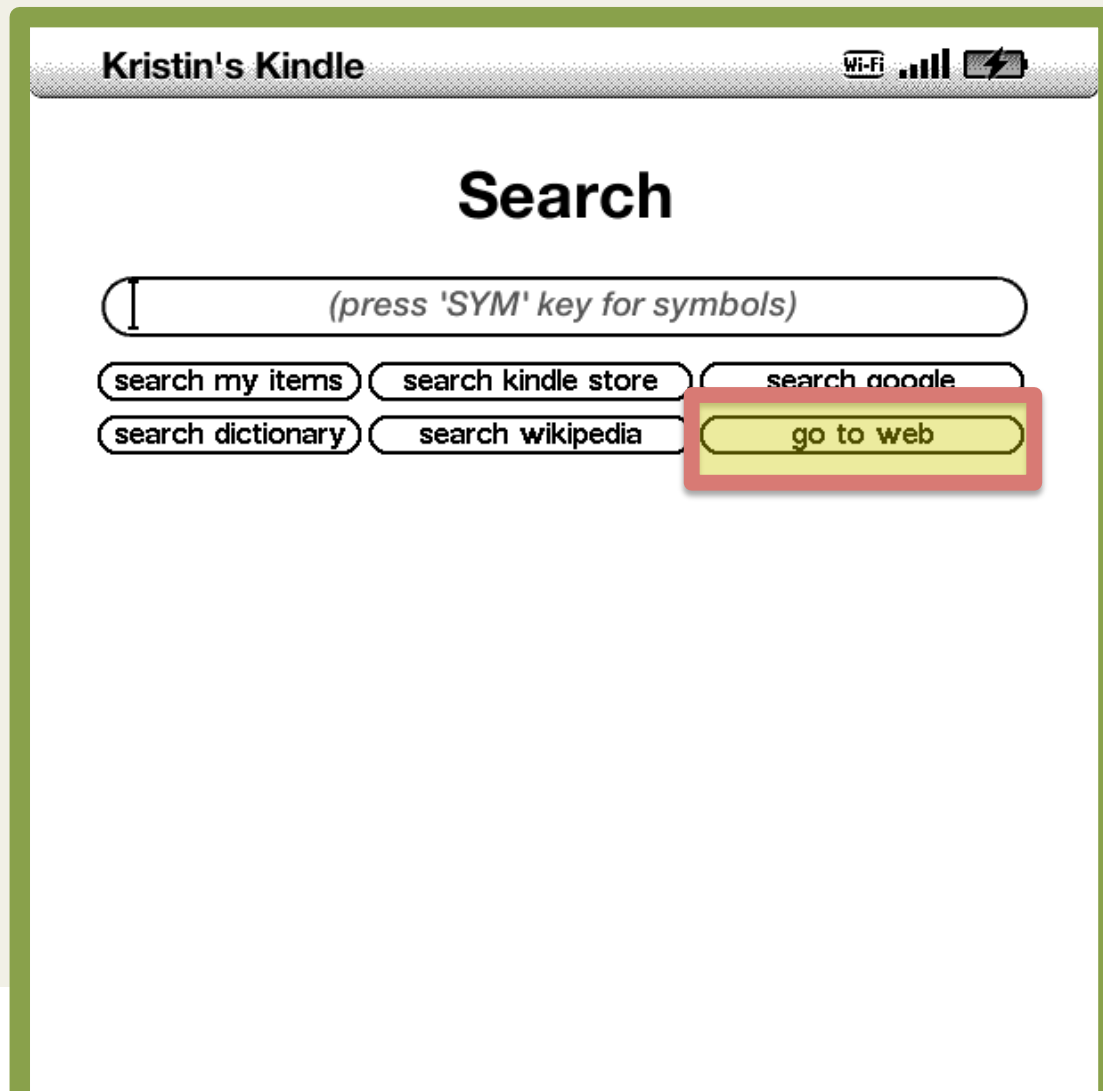 Kristin's Kindle Wi-Fi
Search
(press 'SYM' key for symbols)
search my items search kindle store search google
search dictionary search wikipedia go to web